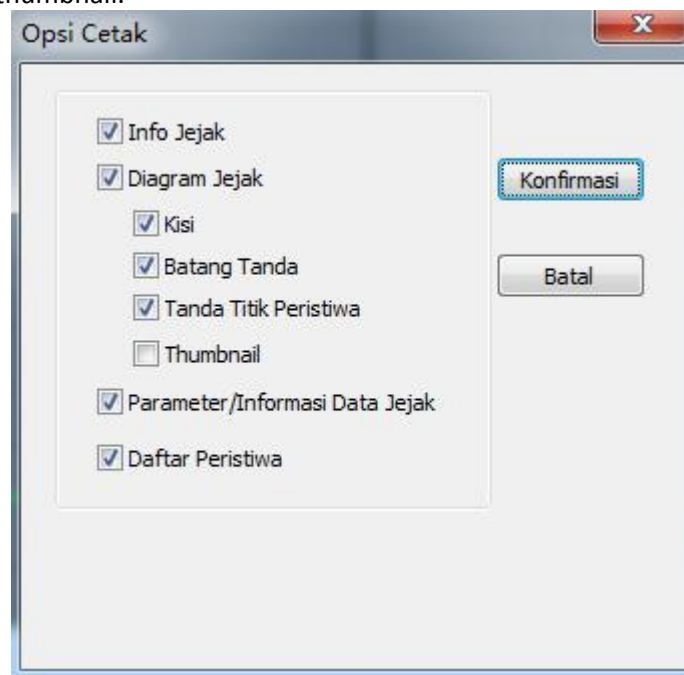 thumbnail.
Opsi Cetak
Info Jejak
Diagram Jejak
Konfirmasi
Kisi
Batang Tanda
Batal
Tanda Titik Peristiwa
Thumbnail
Parameter/Informasi Data Jejak
Daftar Peristiwa